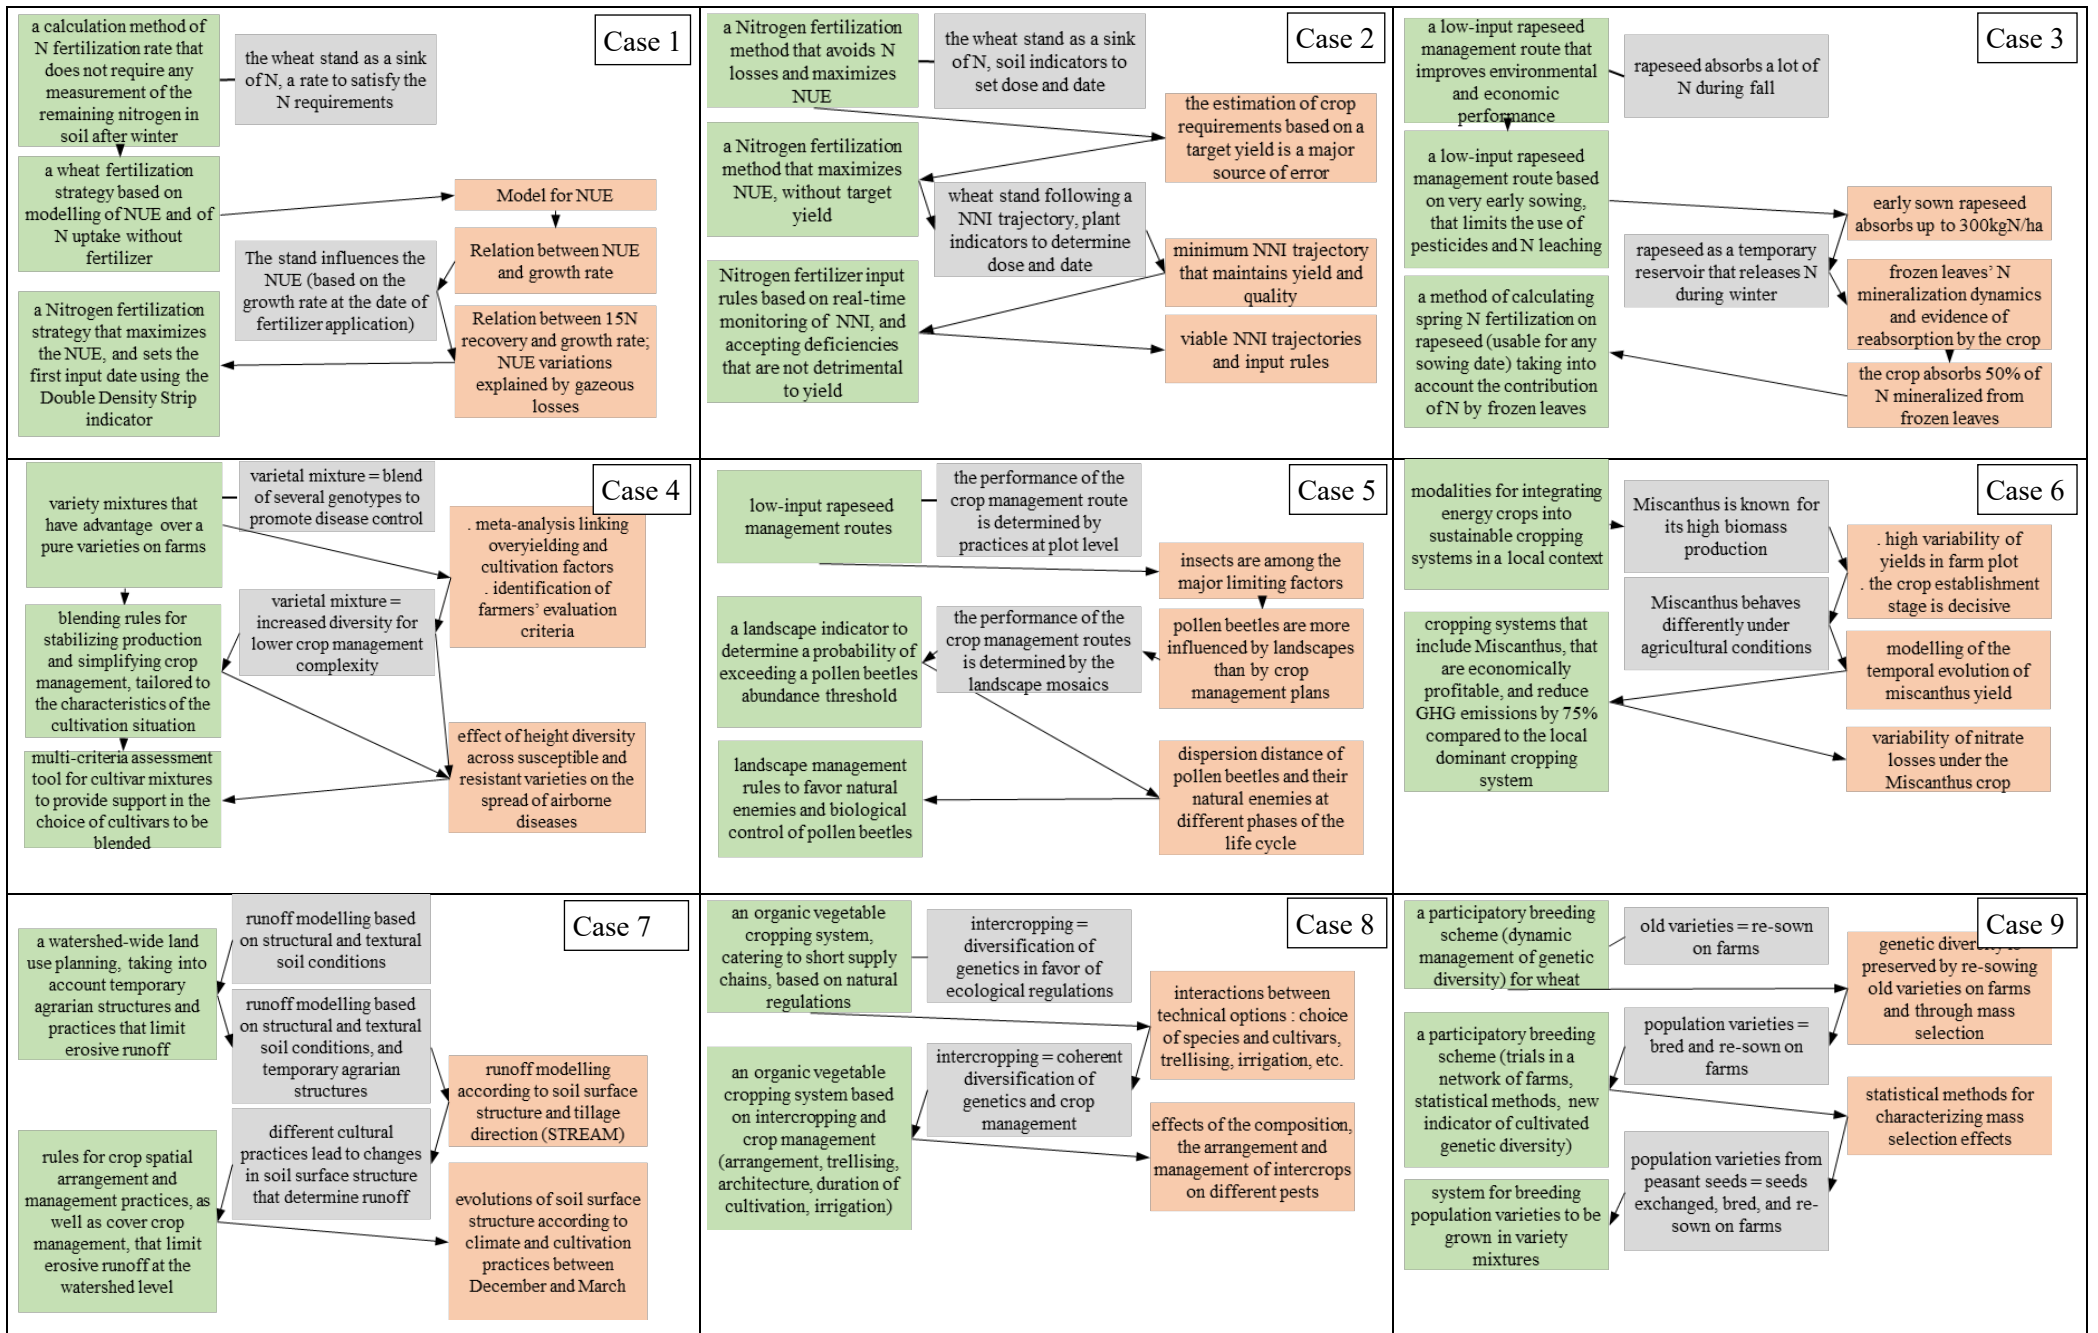 Case 1
a calculation method of
N fertilization rate that
does not require any
measurement of the
remaining nitrogen in
soil after winter
the wheat stand as a sink
of N, a rate to satisfy the
N requirements
a wheat fertilization
strategy based on
modelling of NUE and of
N uptake without
fertilizer
Model for NUE
Relation between NUE
and growth rate
The stand influences the
NUE (based on the
growth rate at the date of
fertilizer application)
a Nitrogen fertilization
strategy that maximizes
the NUE, and sets the
first input date using the
Double Density Strip
indicator
Relation between 15N
recovery and growth rate;
NUE variations
explained by gazeous
losses
Case 2
a Nitrogen fertilization
method that avoids N
losses and maximizes
NUE
the wheat stand as a sink
of N, soil indicators to
set dose and date
the estimation of crop
requirements based on a
target yield is a major
source of error
a Nitrogen fertilization
method that maximizes
NUE, without target
yield
wheat stand following a
NNI trajectory, plant
indicators to determine
dose and date
minimum NNI trajectory
that maintains yield and
quality
Nitrogen fertilizer input
rules based on real-time
monitoring of NNI, and
accepting deficiencies
that are not detrimental
to yield
viable NNI trajectories
and input rules
Case 3
a low-input rapeseed
management route that
improves environmental
and economic
performance
rapeseed absorbs a lot of
N during fall
a low-input rapeseed
management route based
on very early sowing,
that limits the use of
pesticides and N leaching
early sown rapeseed
absorbs up to 300kgN/ha
rapeseed as a temporary
reservoir that releases N
during winter
frozen leaves' N
mineralization dynamics
and evidence of
reabsorption by the crop
a method of calculating
spring N fertilization on
rapeseed (usable for any
sowing date) taking into
account the contribution
of N by frozen leaves
the crop absorbs 50% of
N mineralized from
frozen leaves
Case 4
variety mixtures that
have advantage over a
pure varieties on farms
varietal mixture = blend
of several genotypes to
promote disease control
. meta-analysis linking
overyielding and
cultivation factors
. identification of
farmers' evaluation
criteria
blending rules for
stabilizing production
and simplifying crop
management, tailored to
the characteristics of the
cultivation situation
varietal mixture =
increased diversity for
lower crop management
complexity
effect of height diversity
across susceptible and
resistant varieties on the
spread of airborne
diseases
multi-criteria assessment
tool for cultivar mixtures
to provide support in the
choice of cultivars to be
blended
Case 5
low-input rapeseed
management routes
the performance of the
crop management route
is determined by
practices at plot level
insects are among the
major limiting factors
a landscape indicator to
determine a probability of
exceeding a pollen beetles
abundance threshold
the performance of the
crop management routes
is determined by the
landscape mosaics
pollen beetles are more
influenced by landscapes
than by crop
management plans
landscape management
rules to favor natural
enemies and biological
control of pollen beetles
dispersion distance of
pollen beetles and their
natural enemies at
different phases of the
life cycle
Case 6
modalities for integrating
energy crops into
sustainable cropping
systems in a local context
Miscanthus is known for
its high biomass
production
. high variability of
yields in farm plot
. the crop establishment
stage is decisive
Miscanthus behaves
differently under
agricultural conditions
cropping systems that
include Miscanthus, that
are economically
profitable, and reduce
GHG emissions by 75%
compared to the local
dominant cropping
system
modelling of the
temporal evolution of
miscanthus yield
variability of nitrate
losses under the
Miscanthus crop
Case 7
a watershed-wide land
use planning, taking into
account temporary
agrarian structures and
practices that limit
erosive runoff
runoff modelling based
on structural and textural
soil conditions
runoff modelling based
on structural and textural
soil conditions, and
temporary agrarian
structures
runoff modelling
according to soil surface
structure and tillage
direction (STREAM)
different cultural
practices lead to changes
in soil surface structure
that determine runoff
rules for crop spatial
arrangement and
management practices, as
well as cover crop
management, that limit
erosive runoff at the
watershed level
evolutions of soil surface
structure according to
climate and cultivation
practices between
December and March
Case 8
an organic vegetable
cropping system,
catering to short supply
chains, based on natural
regulations
intercropping =
diversification of
genetics in favor of
ecological regulations
interactions between
technical options : choice
of species and cultivars,
trellising, irrigation, etc.
intercropping = coherent
diversification of
genetics and crop
management
an organic vegetable
cropping system based
on intercropping and
crop management
(arrangement, trellising,
architecture, duration of
cultivation, irrigation)
effects of the composition,
the arrangement and
management of intercrops
on different pests
Case 9
a participatory breeding
scheme (dynamic
management of genetic
diversity) for wheat
old varieties = re-sown
on farms
genetic diversity is
preserved by re-sowing
old varieties on farms
and through mass
selection
a participatory breeding
scheme (trials in a
network of farms,
statistical methods, new
indicator of cultivated
genetic diversity)
population varieties =
bred and re-sown on
farms
statistical methods for
characterizing mass
selection effects
population varieties from
peasant seeds = seeds
exchanged, bred, and re-
sown on farms
system for breeding
population varieties to be
grown in variety
mixtures